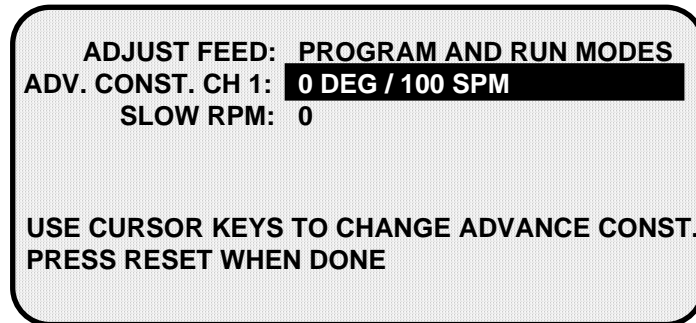 ADJUST FEED: PROGRAM AND RUN MODES
ADV. CONST. CH 1: 0 DEG / 100 SPM
SLOW RPM: 0
USE CURSOR KEYS TO CHANGE ADVANCE CONST.
PRESS RESET WHEN DONE